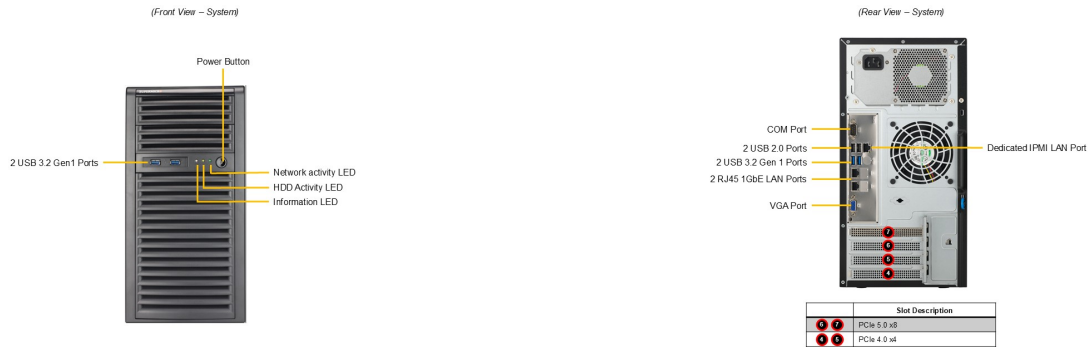 (Front View – System)
Power Button
2 USB 3.2 Gen1 Ports
Network activity LED
HDD Activity LED
Information LED
(Rear View – System)
COM Port
2 USB 2.0 Ports
Dedicated IPMI LAN Port
2 USB 3.2 Gen 1 Ports
2 RJ45 1GbE LAN Ports
VGA Port
7
6
5
4
Slot Description
6 7 PCIe 5.0 x8
4 5 PCIe 4.0 x4